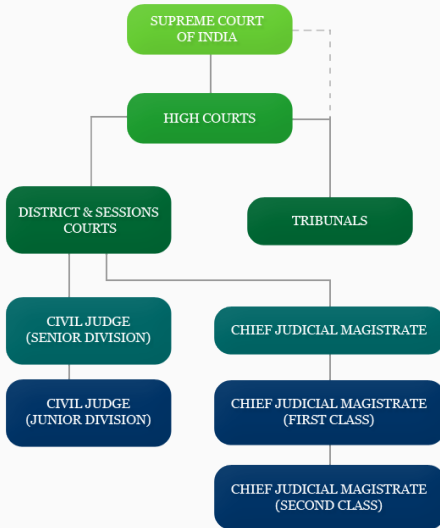 SUPREME COURT
OF INDIA
HIGH COURTS
DISTRICT & SESSIONS
COURTS
TRIBUNALS
CIVIL JUDGE
(SENIOR DIVISION)
CHIEF JUDICIAL MAGISTRATE
CIVIL JUDGE
(JUNIOR DIVISION)
CHIEF JUDICIAL MAGISTRATE
(FIRST CLASS)
CHIEF JUDICIAL MAGISTRATE
(SECOND CLASS)